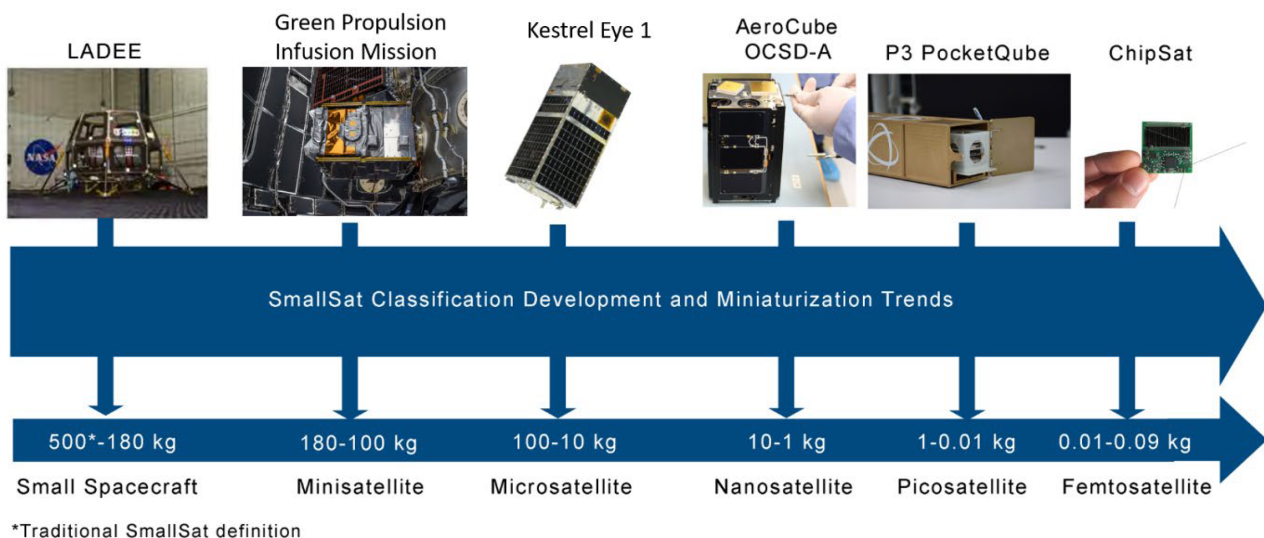 LADEE
Green Propulsion
Infusion Mission
Kestrel Eye 1
AeroCube
OCSD-A
P3 PocketQube
ChipSat
NASA
SmallSat Classification Development and Miniaturization Trends
500*-180 kg
180-100 kg
100-10 kg
10-1 kg
1-0.01 kg
0.01-0.09 kg
Small Spacecraft
Minisatellite
Microsatellite
Nanosatellite
Picosatellite
Femtosatellite
*Traditional SmallSat definition